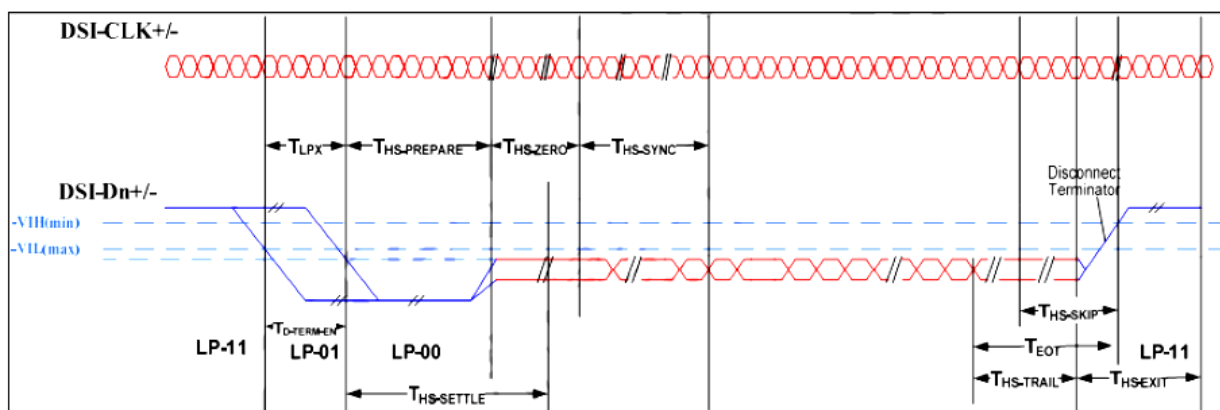 DSI-CLK+/-
TLPX
THS-PREPARE
THS-ZERO
THS-SYNC
DSI-Dn+/-
Disconnect
Terminator
-VIH(min)
-VIL(max)
THS-SKIP
TD-TERM-EN
LP-11
LP-01
LP-00
TEOT
LP-11
THS-SETTLE
THS-TRAIL
THS-EXIT